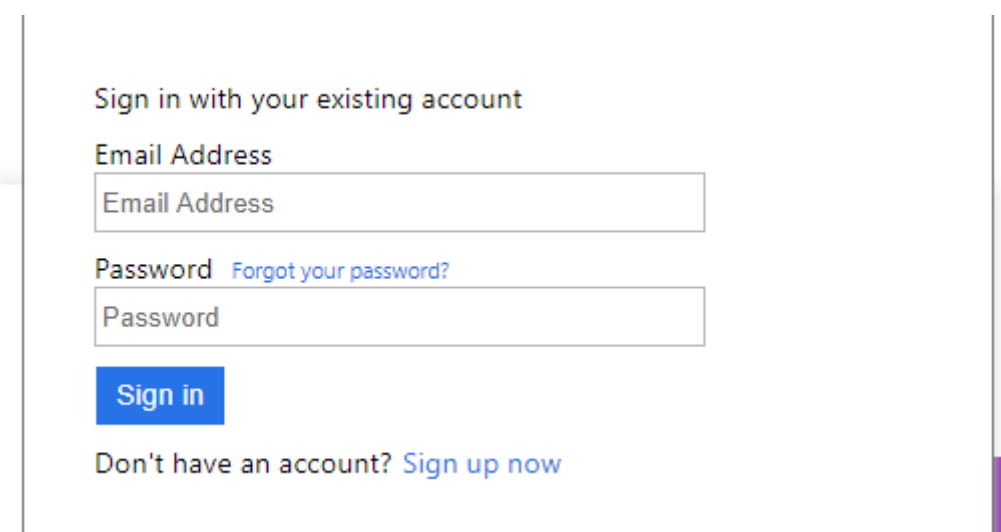 Sign in with your existing account
Email Address
Email Address
Password Forgot your password?
Password
Sign in
Don't have an account? Sign up now